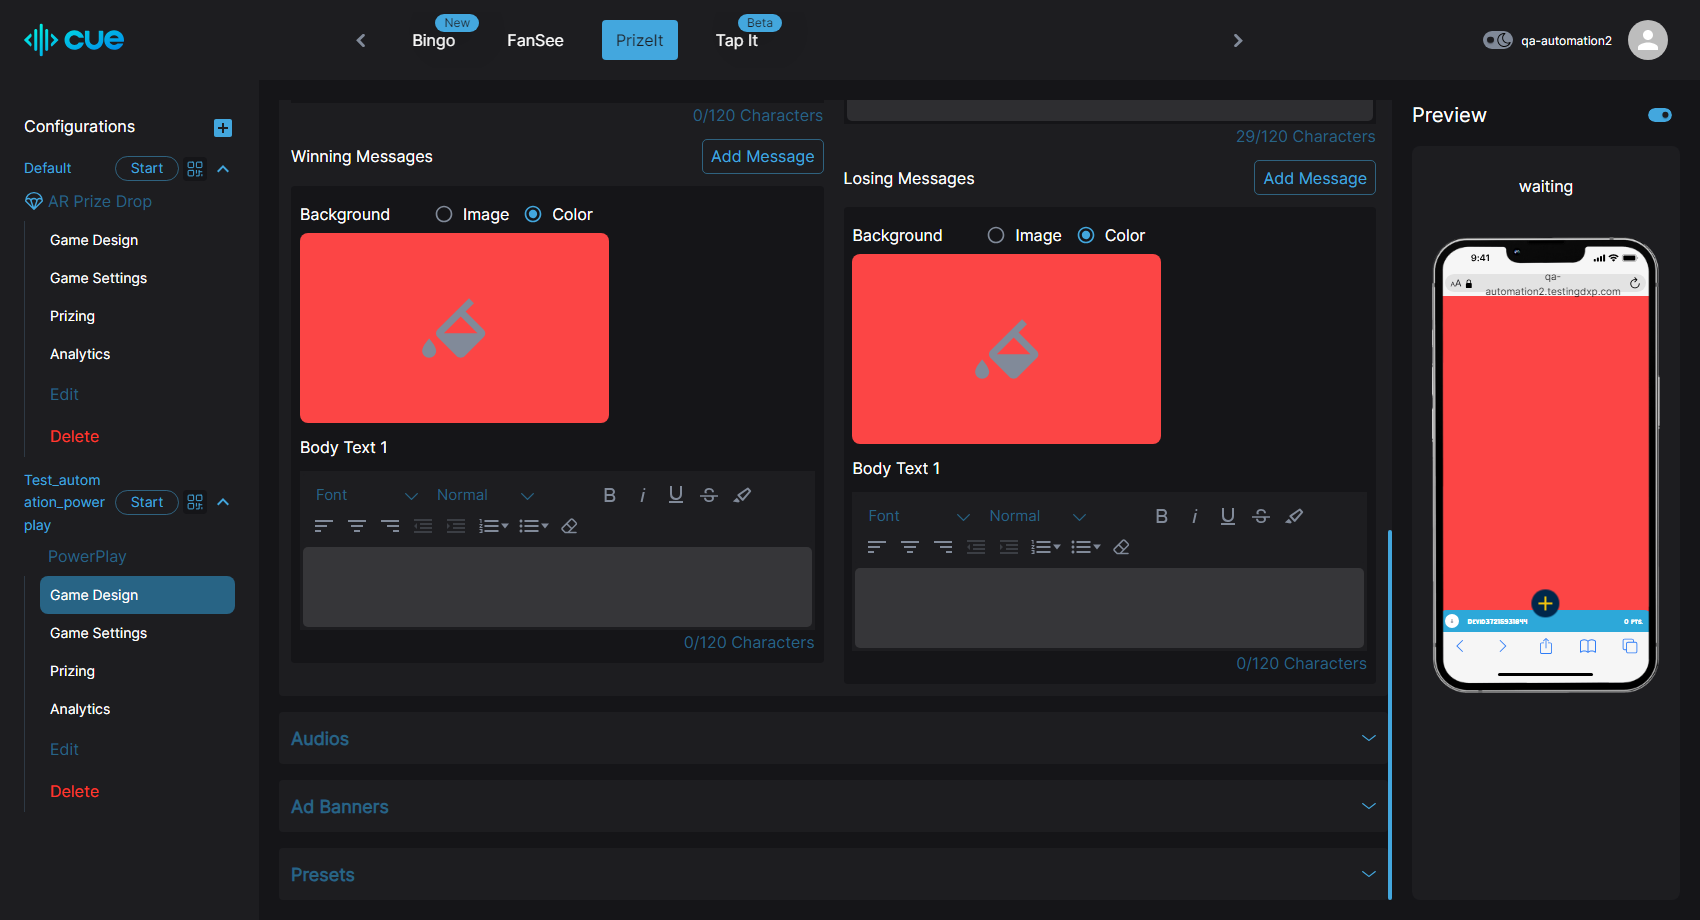 cue
New
Bingo
FanSee
PrizeIt
Beta
Tap It
qa-automation2
Configurations
Default
Start
AR Prize Drop
Game Design
Game Settings
Prizing
Analytics
Edit
Delete
Test_autom
ation_power
play
Start
PowerPlay
Game Design
Game Settings
Prizing
Analytics
Edit
Delete
0/120 Characters
Winning Messages
Add Message
Background
Image
Color
Body Text 1
Font
Normal
B
i
U
S
0/120 Characters
29/120 Characters
Losing Messages
Add Message
Background
Image
Color
Body Text 1
Font
Normal
B
i
U
S
0/120 Characters
Audios
Ad Banners
Presets
Preview
waiting
9:41
AA
qa-
automation2.testingdxp.com
0 PTS.